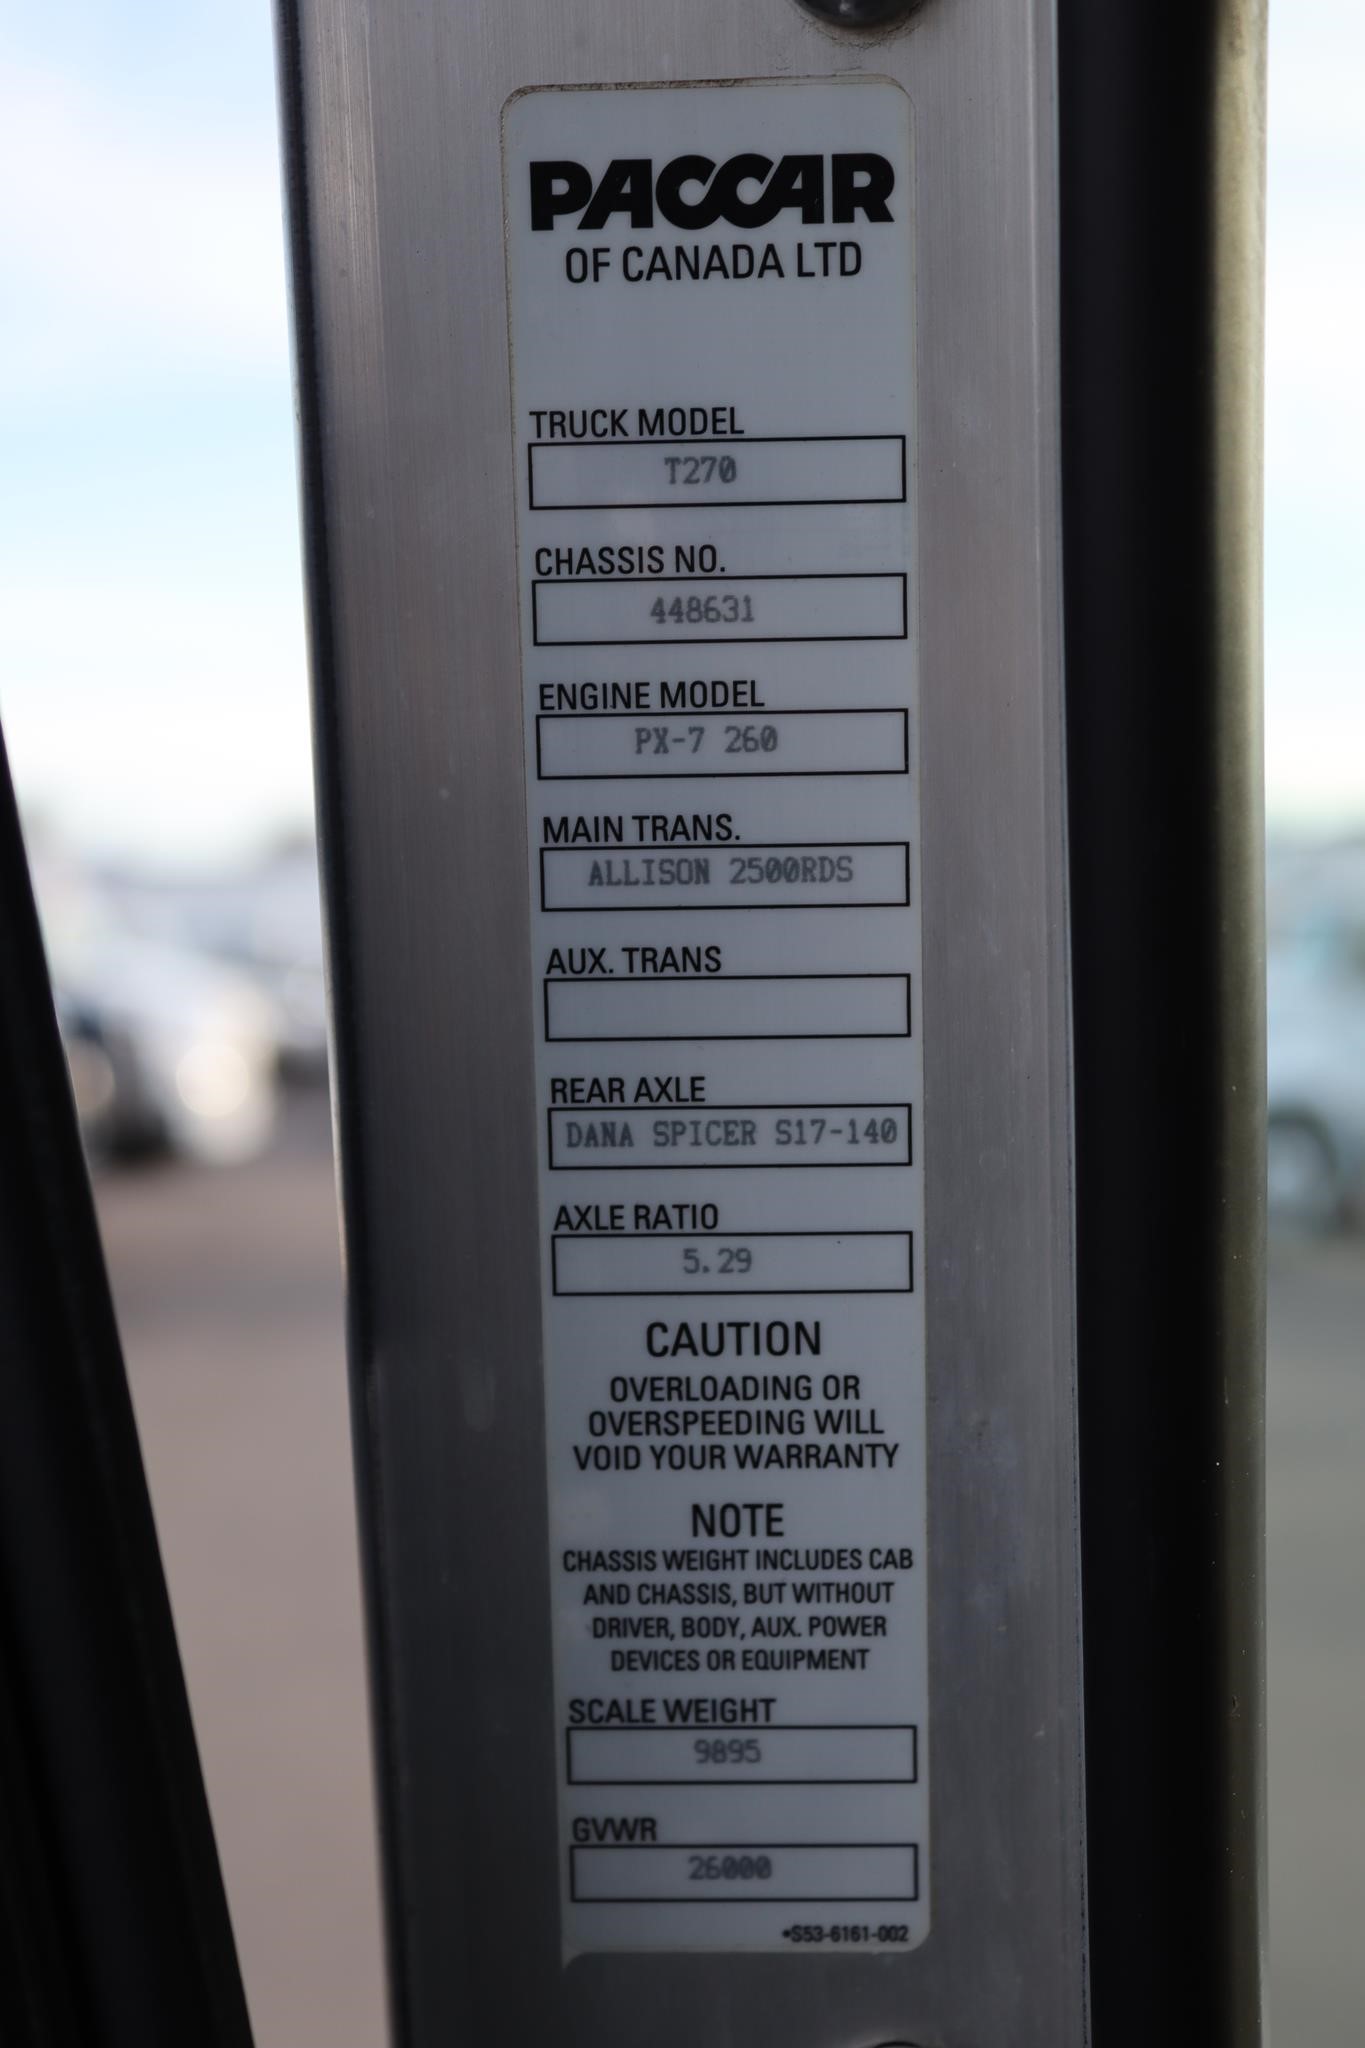 PACCAR
OF CANADA LTD
TRUCK MODEL
T270
CHASSIS NO.
448631
ENGINE MODEL
PX-7 260
MAIN TRANS.
ALLISON 2500RDS
AUX. TRANS
REAR AXLE
DANA SPICER S17-140
AXLE RATIO
5.29
CAUTION
OVERLOADING OR
OVERSPEEDING WILL
VOID YOUR WARRANTY
NOTE
CHASSIS WEIGHT INCLUDES CAB
AND CHASSIS, BUT WITHOUT
DRIVER, BODY, AUX. POWER
DEVICES OR EQUIPMENT
SCALE WEIGHT
9895
GVWR
26000
•S53-6161-002